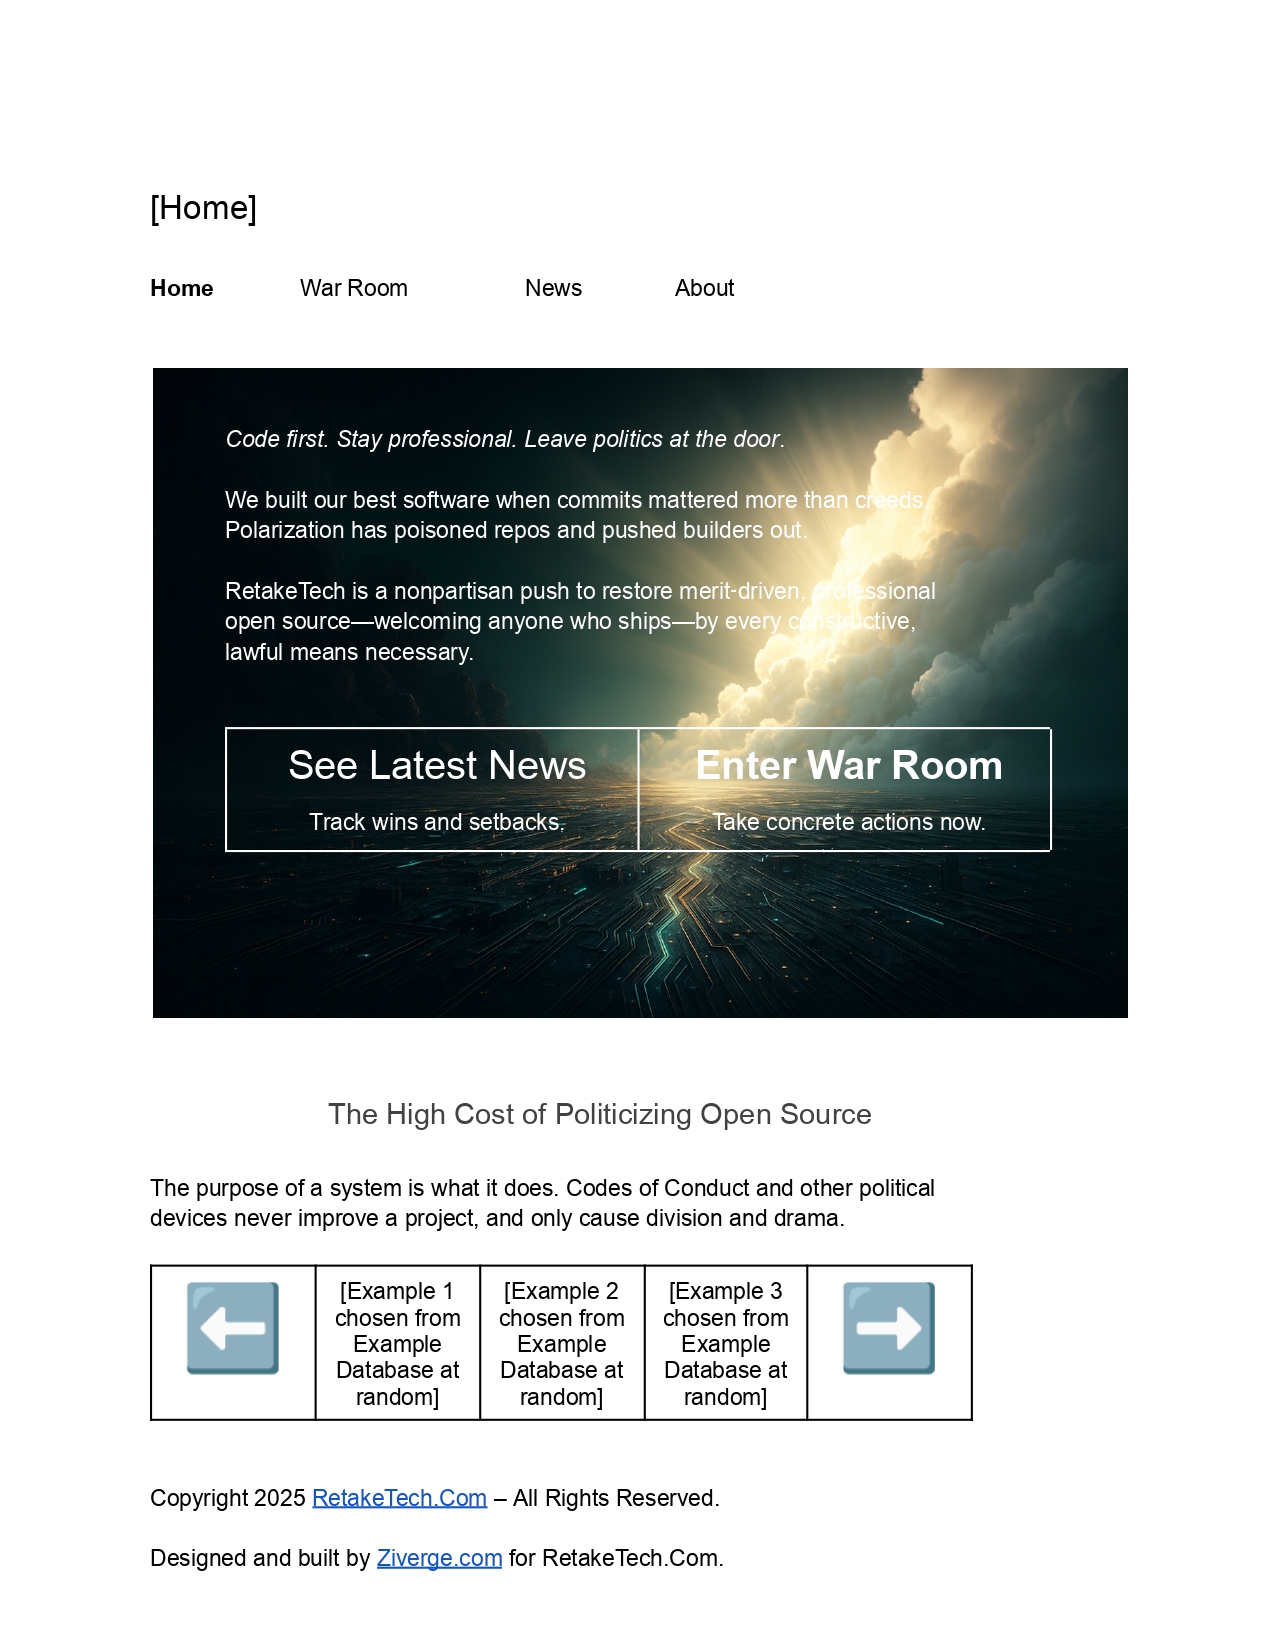 [Home]
Home War Room News About
Code first. Stay professional. Leave politics at the door.
We built our best software when commits mattered more than creeds.
Polarization has poisoned repos and pushed builders out.
RetakeTech is a nonpartisan push to restore merit-driven, professional
open source—welcoming anyone who ships—by every constructive,
lawful means necessary.
See Latest News Enter War Room
Track wins and setbacks. Take concrete actions now.
The High Cost of Politicizing Open Source
The purpose of a system is what it does. Codes of Conduct and other political
devices never improve a project, and only cause division and drama.
[Example 1 chosen from Example Database at random]
[Example 2 chosen from Example Database at random]
[Example 3 chosen from Example Database at random]
Copyright 2025 RetakeTech.Com – All Rights Reserved.
Designed and built by Ziverge.com for RetakeTech.Com.